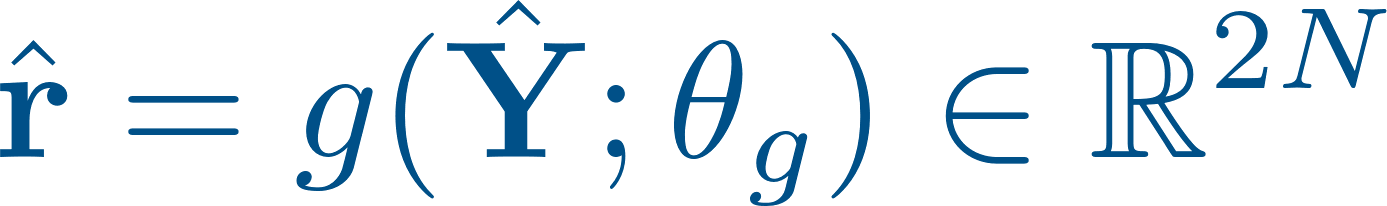 r̂ = g(Ŷ; θ_g) ∈ ℝ^{2N}